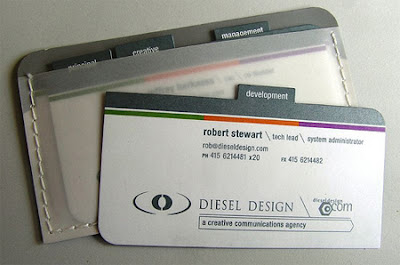 management
creative
principal
development
robert stewart \ tech lead \ system administrator
rob@dieseldesign.com
PH 415 6214481 x20 FX 415 6214482
DIESEL DESIGN \ dieseldesign
.com
a creative communications agency